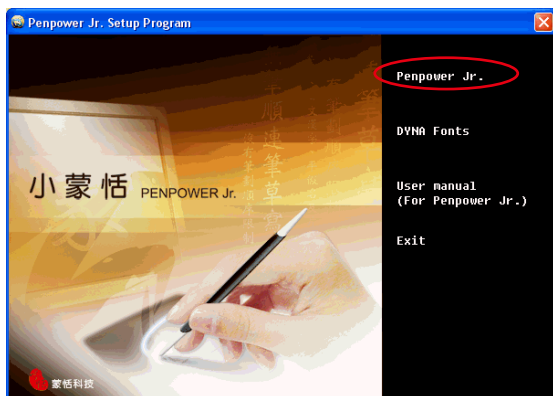 Penpower Jr. Setup Program
Penpower Jr.
DYNA Fonts
User manual
(For Penpower Jr.)
Exit
小蒙恬 PENPOWER Jr.
蒙恬科技